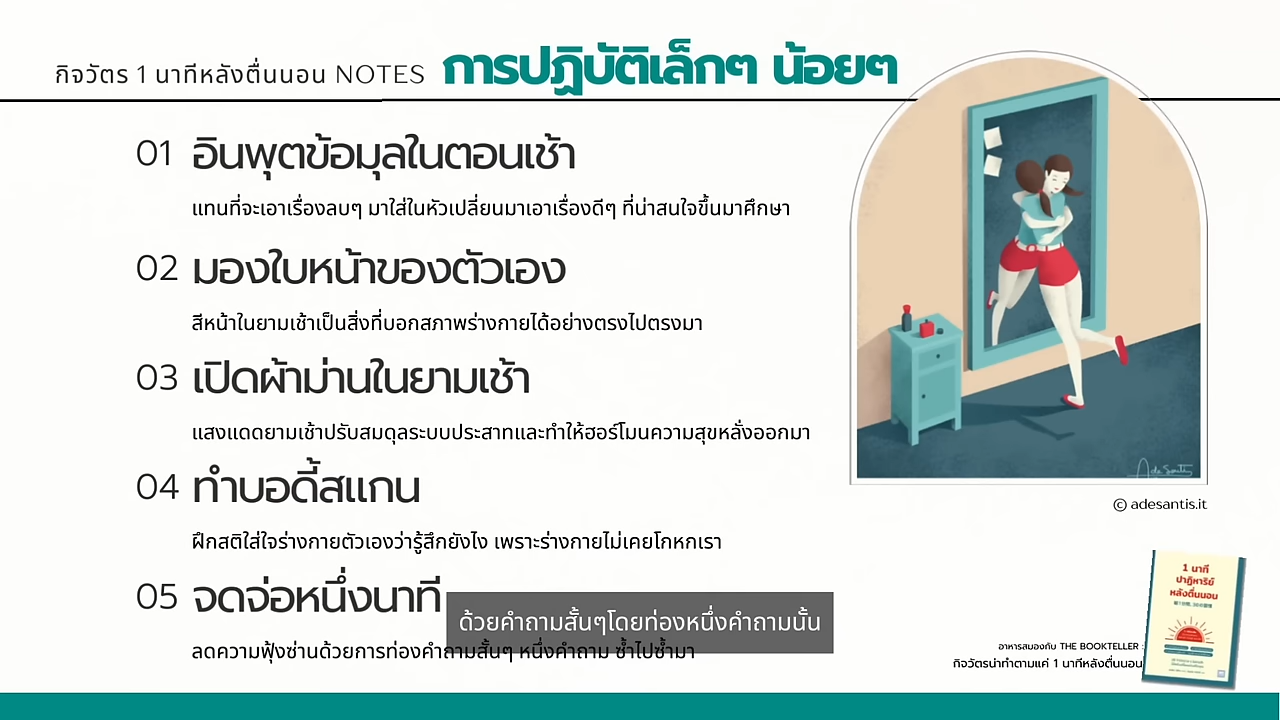 กิจวัตร 1 นาทีหลังตื่นนอน NOTES การปฏิบัติเล็กๆ น้อยๆ
01 อินพุตข้อมูลในตอนเช้า
แทนที่จะเอาเรื่องลบๆ มาใส่ในหัวเปลี่ยนมาเอาเรื่องดีๆ ที่น่าสนใจขึ้นมาศึกษา
02 มองใบหน้าของตัวเอง
สีหน้าในยามเช้าเป็นสิ่งที่บอกสภาพร่างกายได้อย่างตรงไปตรงมา
03 เปิดผ้าม่านในยามเช้า
แสงแดดยามเช้าปรับสมดุลระบบประสาทและทำให้ฮอร์โมนความสุขหลั่งออกมา
04 ทำบอดี้สแกน
ฝึกสติใส่ใจร่างกายตัวเองว่ารู้สึกยังไง เพราะร่างกายไม่เคยโกหกเรา
05 จดจ่อหนึ่งนาที
ด้วยคำถามสั้นๆโดยท่องหนึ่งคำถามนั้น
ลดความฟุ้งซ่านด้วยการท่องคำถามสั้นๆ หนึ่งคำถาม ซ้ำไปซ้ำมา
© adesantis.it
อาหารสมองกับ THE BOOKTELLER :
กิจวัตรนำทำตามแค่ 1 นาทีหลังตื่นนอน
1 นาที
ปาฏิหาริย์
หลังตื่นนอน